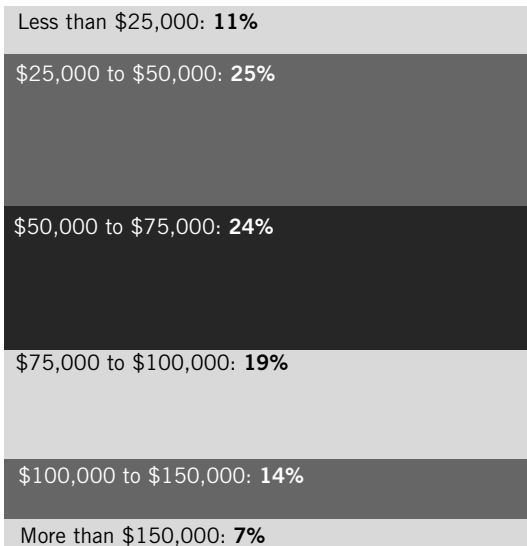 Less than $25,000: 11%
$25,000 to $50,000: 25%
$50,000 to $75,000: 24%
$75,000 to $100,000: 19%
$100,000 to $150,000: 14%
More than $150,000: 7%